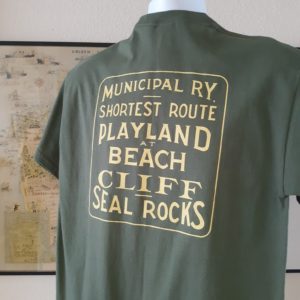 MUNICIPAL RY.
SHORTEST ROUTE
PLAYLAND
AT
BEACH
CLIFF
SEAL ROCKS